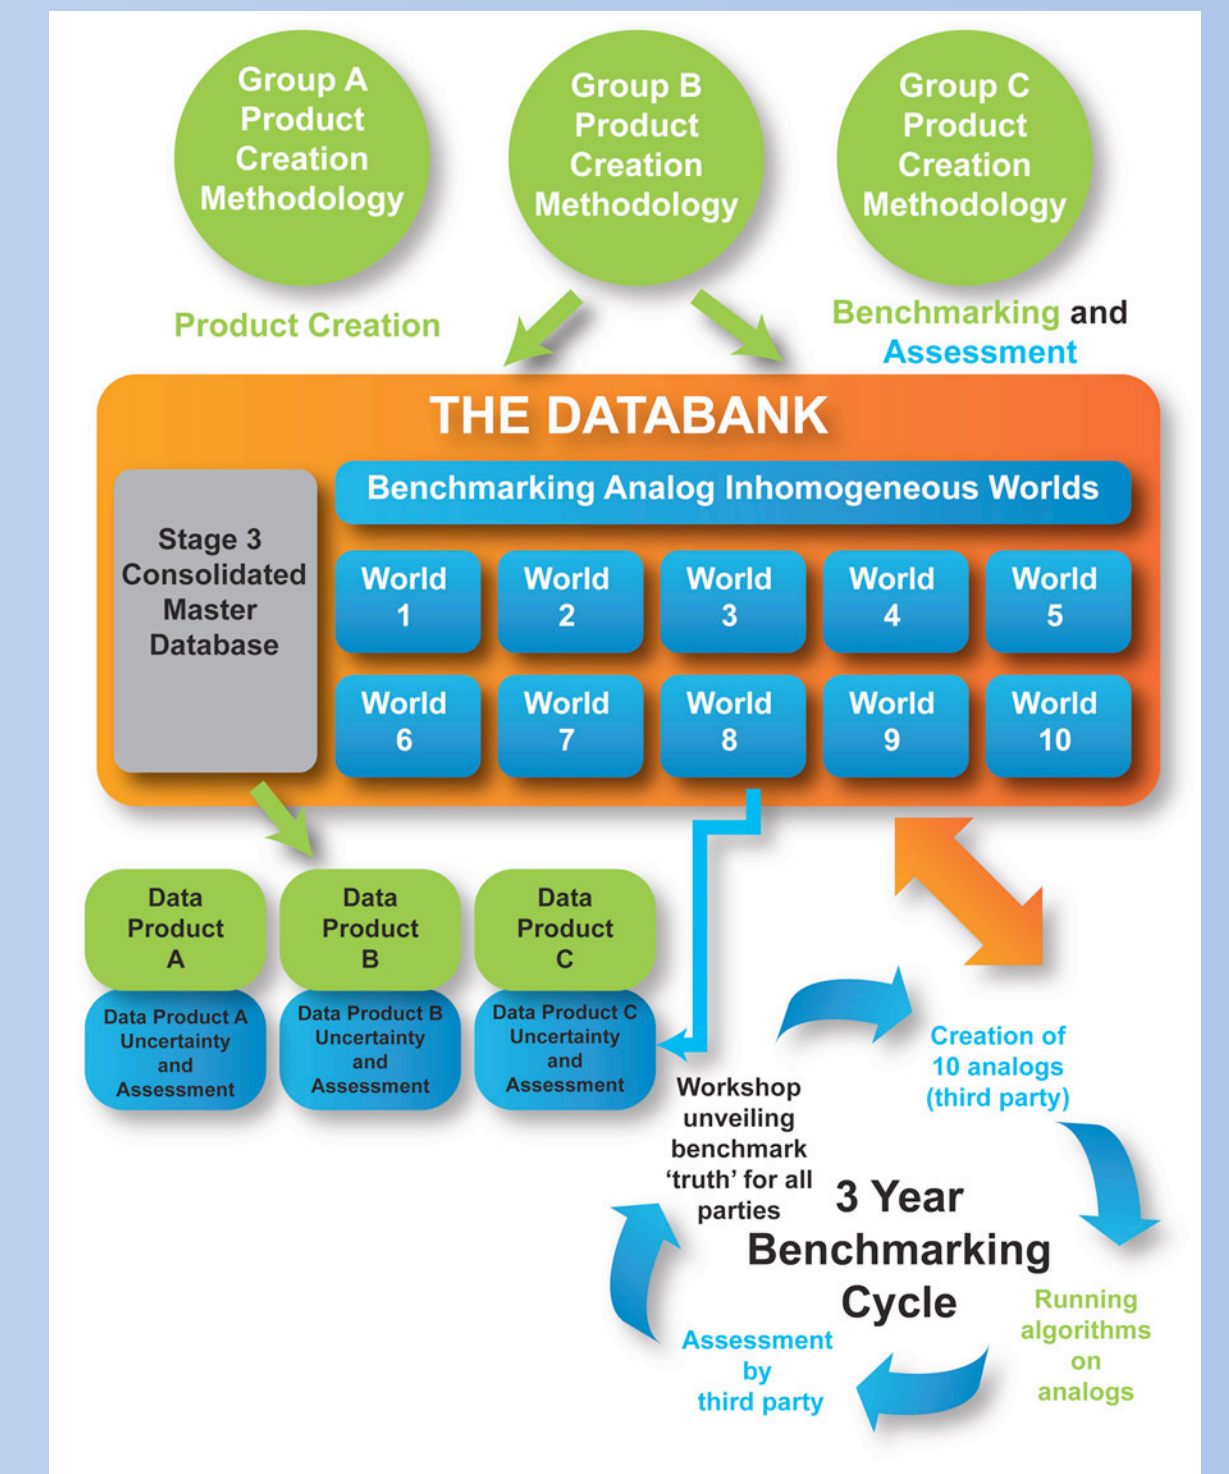 Group A
Product
Creation
Methodology
Group B
Product
Creation
Methodology
Group C
Product
Creation
Methodology
Product Creation
Benchmarking and
Assessment
THE DATABANK
Stage 3
Consolidated
Master
Database
Benchmarking Analog Inhomogeneous Worlds
World
1
World
2
World
3
World
4
World
5
World
6
World
7
World
8
World
9
World
10
Data
Product
A
Data
Product
B
Data
Product
C
Data Product A
Uncertainty
and
Assessment
Data Product B
Uncertainty
and
Assessment
Data Product C
Uncertainty
and
Assessment
Workshop
unveiling
benchmark
‘truth’ for all
parties
Creation of
10 analogs
(third party)
3 Year
Benchmarking
Cycle
Running
algorithms
on
analogs
Assessment
by
third party